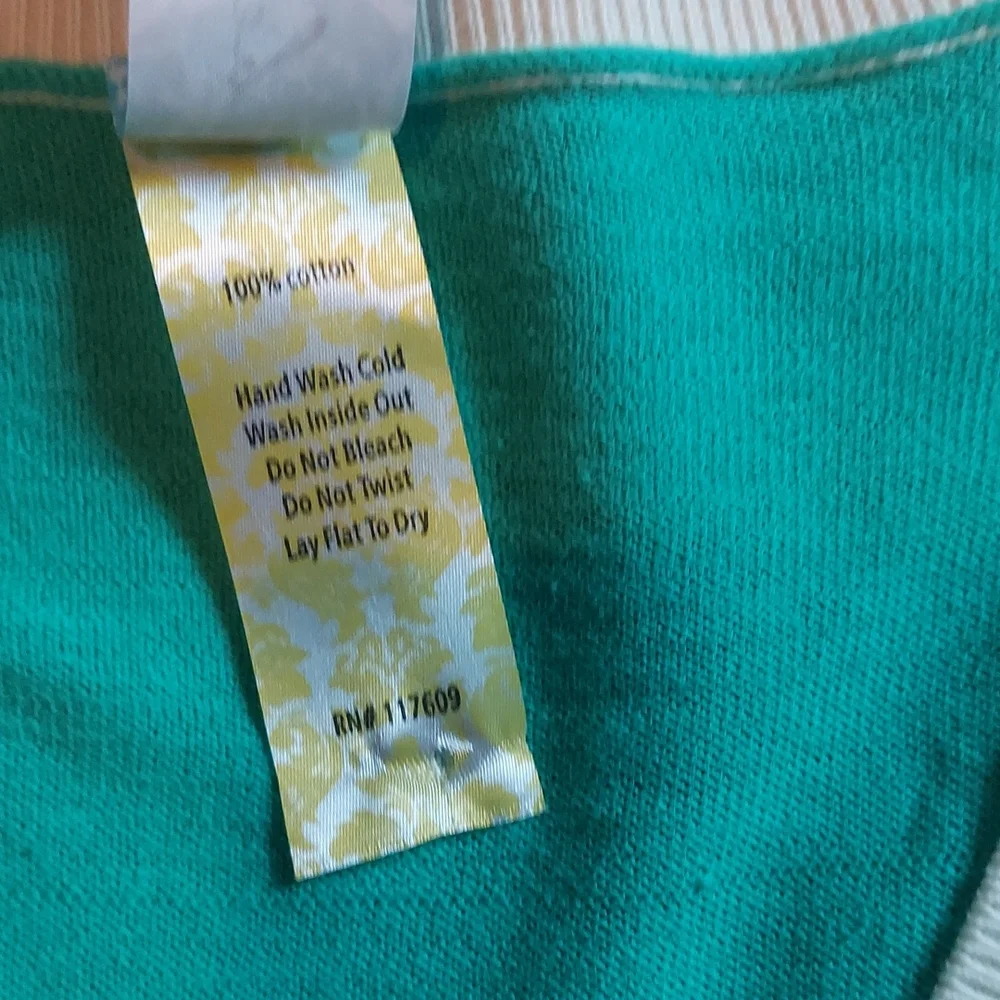 100% cotton
Hand Wash Cold
Wash Inside Out
Do Not Bleach
Do Not Twist
Lay Flat To Dry
RN# 117609